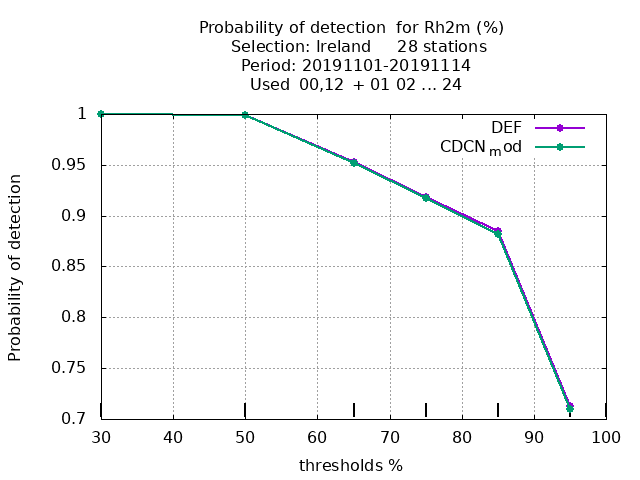 Probability of detection  for Rh2m (%)
Selection: Ireland     28 stations
Period: 20191101-20191114
Used  00,12  + 01 02 ... 24
DEF
CDCNmod
1
0.95
0.9
0.85
0.8
0.75
0.7
Probability of detection
30 40 50 60 70 80 90 100
thresholds %